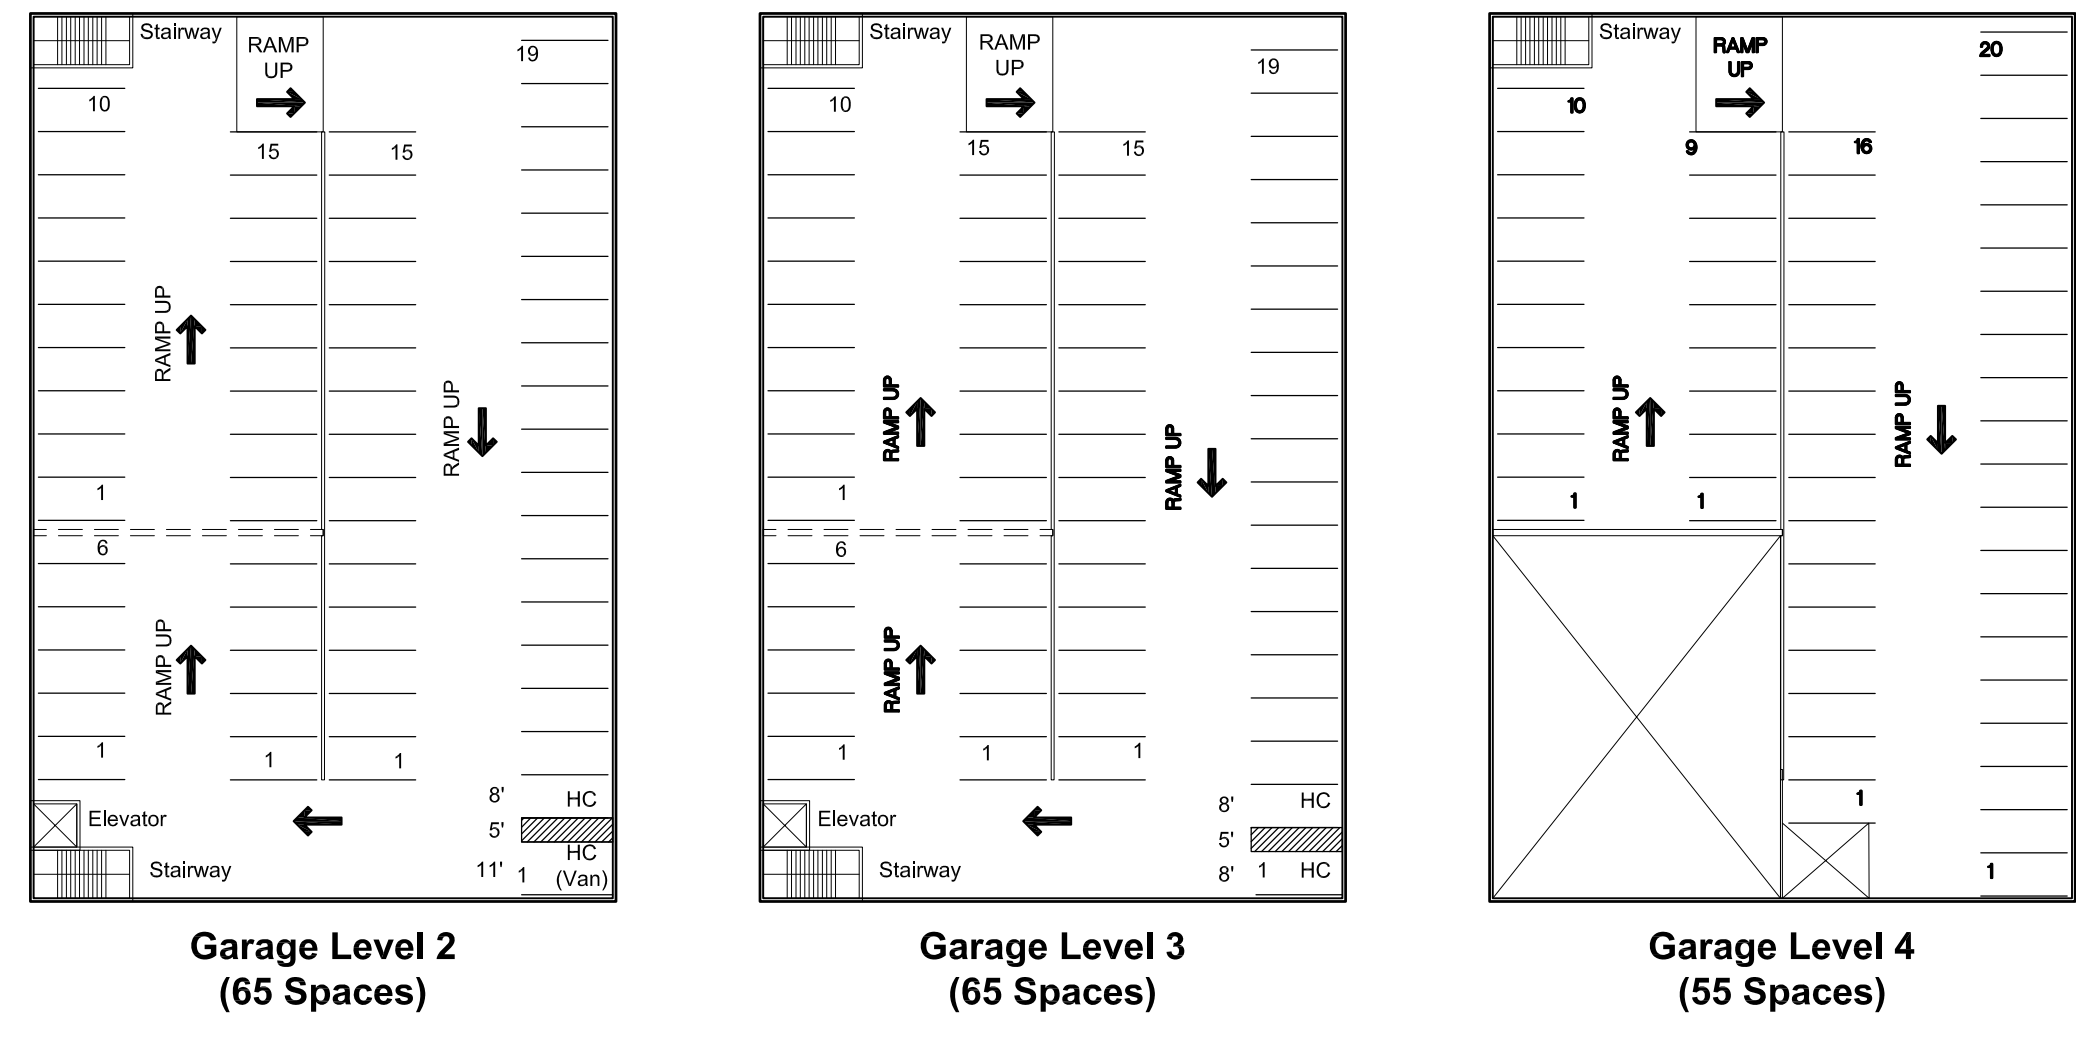 Stairway
RAMP
UP
19
10
15
15
RAMP UP
RAMP UP
1
6
RAMP UP
1
1
1
8'
HC
Elevator
5'
HC
Stairway
11'
1
(Van)
Garage Level 2
(65 Spaces)
Stairway
RAMP
UP
19
10
15
15
RAMP UP
RAMP UP
1
6
RAMP UP
1
1
1
8'
HC
Elevator
5'
Stairway
8'
1
HC
Garage Level 3
(65 Spaces)
Stairway
RAMP
UP
20
10
9
16
RAMP UP
RAMP UP
1
1
1
1
Garage Level 4
(55 Spaces)